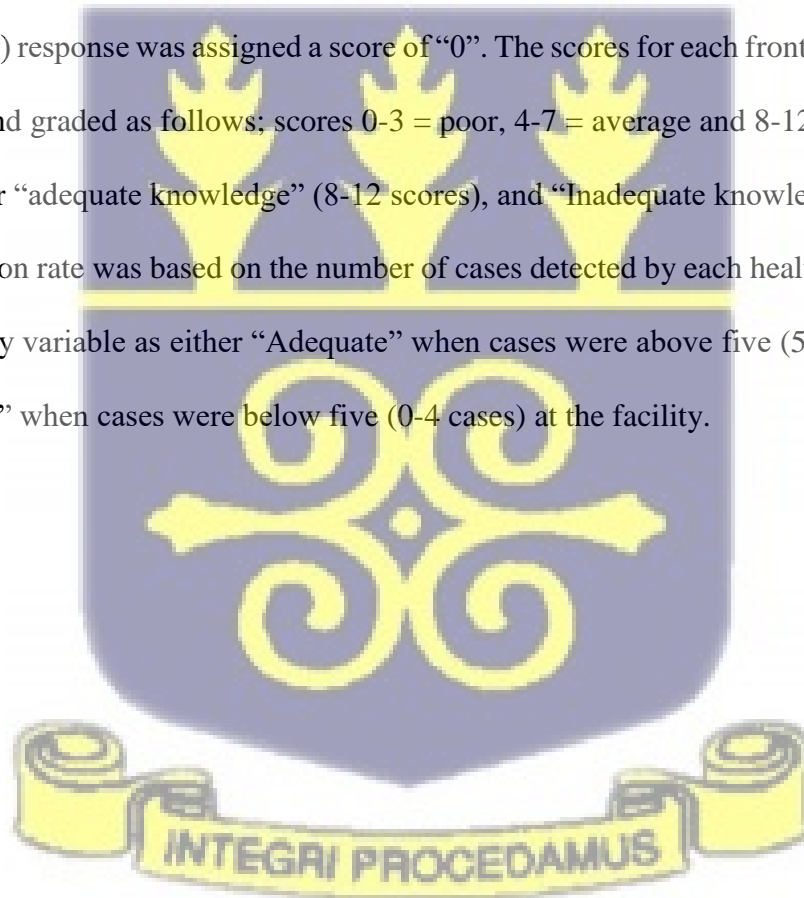 ) response was assigned a score of “0”. The scores for each front
nd graded as follows; scores 0-3 = poor, 4-7 = average and 8-12
r “adequate knowledge” (8-12 scores), and “Inadequate knowle
on rate was based on the number of cases detected by each heal
y variable as either “Adequate” when cases were above five (5
” when cases were below five (0-4 cases) at the facility.
INTEGRI PROCEDAMUS